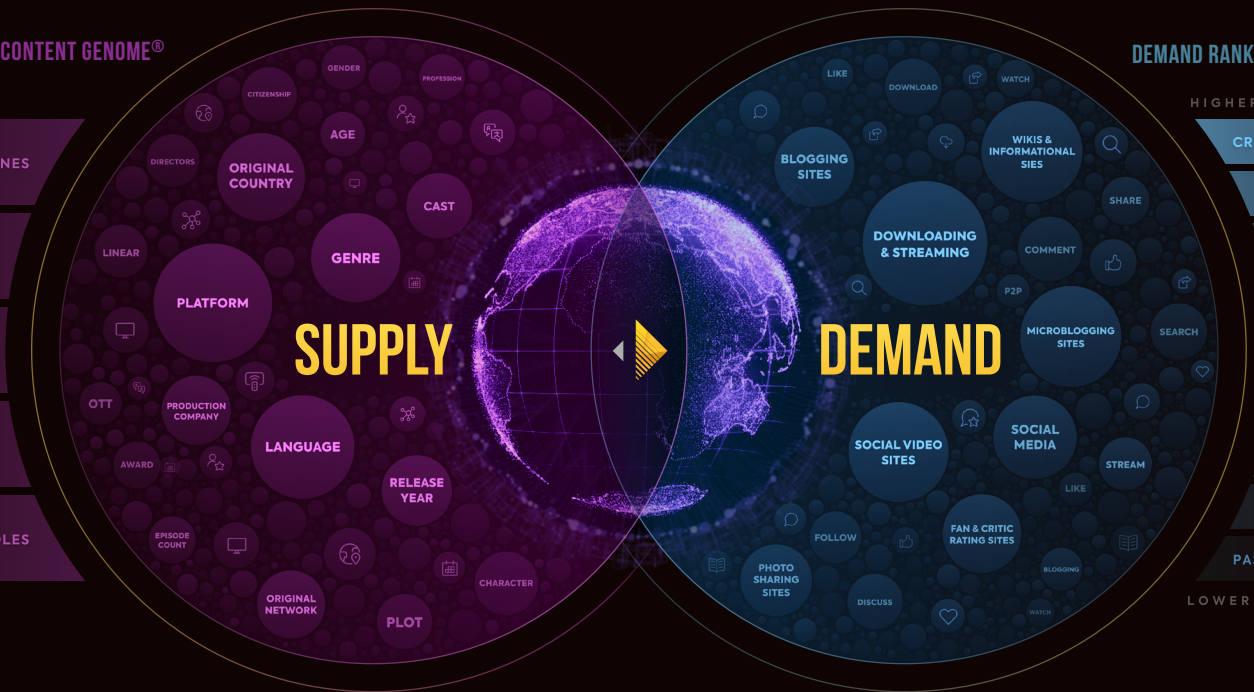 CONTENT GENOME®
NES
LES
GENDER
PROFESSION
CITIZENSHIP
AGE
DIRECTORS
ORIGINAL
COUNTRY
CAST
LINEAR
GENRE
PLATFORM
SUPPLY
OTT
PRODUCTION
COMPANY
LANGUAGE
AWARD
RELEASE
YEAR
EPISODE
COUNT
CHARACTER
ORIGINAL
NETWORK
PLOT
LIKE
DOWNLOAD
WATCH
BLOGGING
SITES
WIKIS &
INFORMATIONAL
SIES
SHARE
DOWNLOADING
& STREAMING
COMMENT
P2P
MICROBLOGGING
SITES
SEARCH
DEMAND
SOCIAL VIDEO
SITES
SOCIAL
MEDIA
STREAM
LIKE
FOLLOW
FAN & CRITIC
RATING SITES
PHOTO
SHARING
SITES
BLOGGING
DISCUSS
WATCH
DEMAND RANK
HIGHER
CR
PAS
LOWER